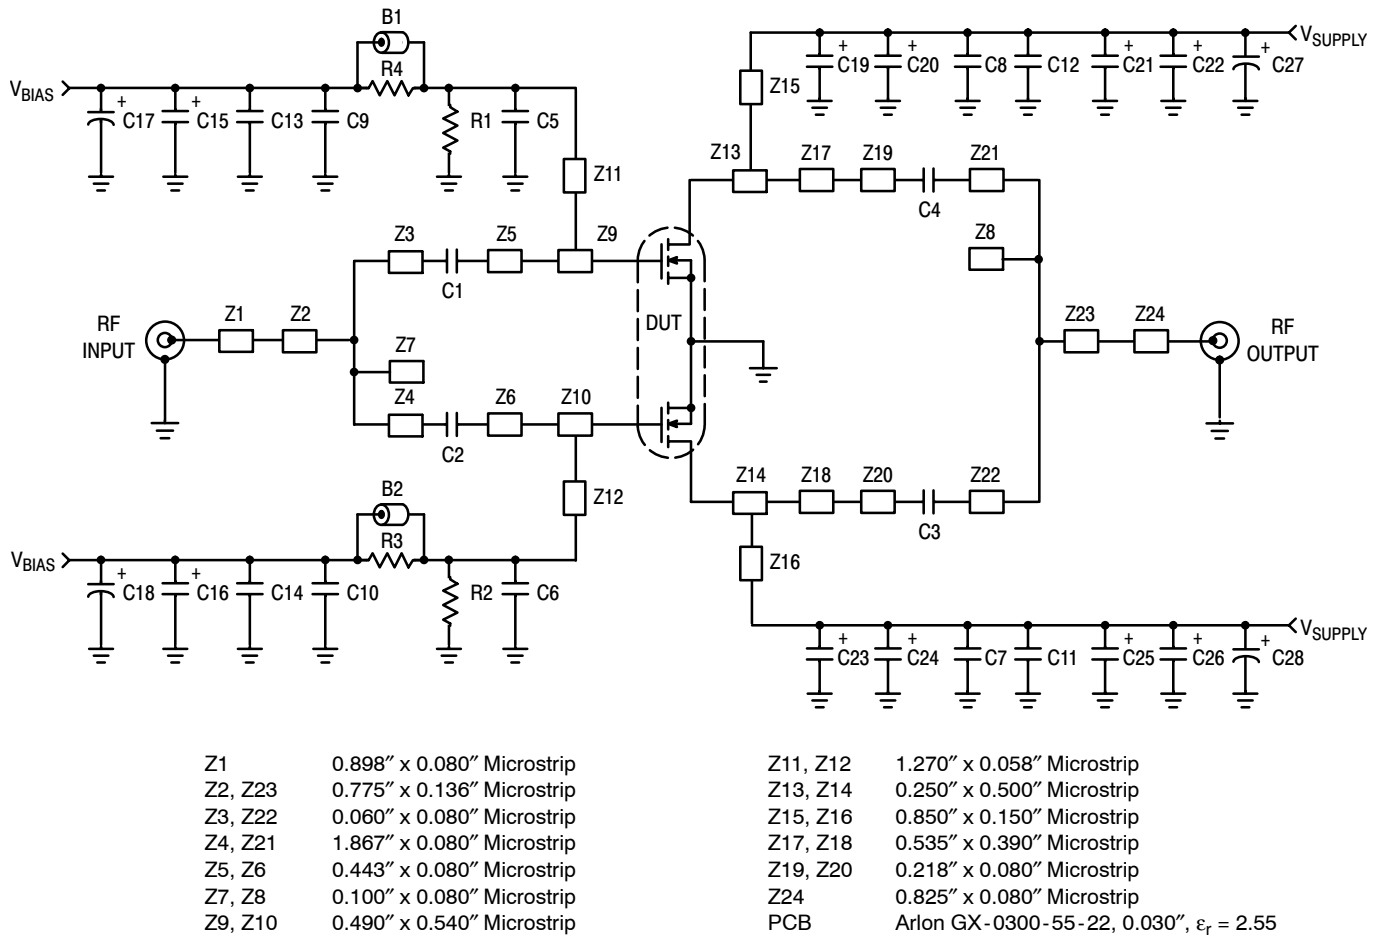 B1
R4
V_BIAS
+ C17
+ C15
C13
C9
R1
C5
Z11
V_SUPPLY
+ C19
+ C20
C8
C12
+ C21
+ C22
+ C27
Z15
Z13
Z17
Z19
C4
Z21
Z8
Z3
C1
Z5
Z9
RF INPUT
Z1
Z2
Z7
Z4
C2
Z6
Z10
DUT
Z23
Z24
RF OUTPUT
Z12
Z14
Z18
Z20
C3
Z22
Z16
B2
R3
V_BIAS
+ C18
+ C16
C14
C10
R2
C6
V_SUPPLY
+ C23
+ C24
C7
C11
+ C25
+ C26
+ C28
Z1 0.898″ x 0.080″ Microstrip
Z2, Z23 0.775″ x 0.136″ Microstrip
Z3, Z22 0.060″ x 0.080″ Microstrip
Z4, Z21 1.867″ x 0.080″ Microstrip
Z5, Z6 0.443″ x 0.080″ Microstrip
Z7, Z8 0.100″ x 0.080″ Microstrip
Z9, Z10 0.490″ x 0.540″ Microstrip
Z11, Z12 1.270″ x 0.058″ Microstrip
Z13, Z14 0.250″ x 0.500″ Microstrip
Z15, Z16 0.850″ x 0.150″ Microstrip
Z17, Z18 0.535″ x 0.390″ Microstrip
Z19, Z20 0.218″ x 0.080″ Microstrip
Z24 0.825″ x 0.080″ Microstrip
PCB Arlon GX-0300-55-22, 0.030″, ε_r = 2.55